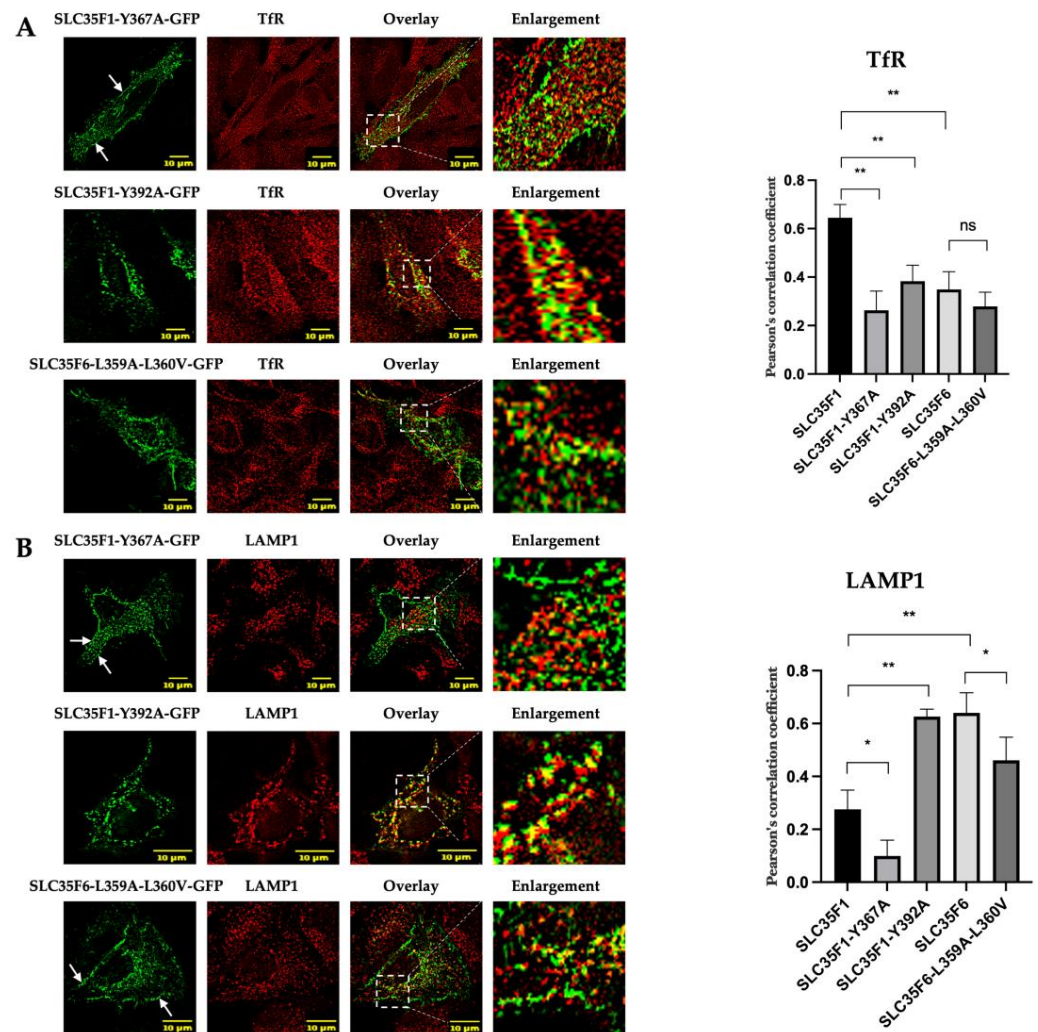 A
SLC35F1-Y367A-GFP TfR Overlay Enlargement
10 μm 10 μm 10 μm
SLC35F1-Y392A-GFP TfR Overlay Enlargement
10 μm 10 μm 10 μm
SLC35F6-L359A-L360V-GFP TfR Overlay Enlargement
10 μm 10 μm 10 μm
TfR
**
**
**
ns
Pearson's correlation coefficient
0.8
0.6
0.4
0.2
0.0
SLC35F1
SLC35F1-Y367A
SLC35F1-Y392A
SLC35F6
SLC35F6-L359A-L360V
B
SLC35F1-Y367A-GFP LAMP1 Overlay Enlargement
10 μm 10 μm 10 μm
SLC35F1-Y392A-GFP LAMP1 Overlay Enlargement
10 μm 10 μm 10 μm
SLC35F6-L359A-L360V-GFP LAMP1 Overlay Enlargement
10 μm 10 μm 10 μm
LAMP1
**
**
*
*
Pearson's correlation coefficient
0.8
0.6
0.4
0.2
0.0
SLC35F1
SLC35F1-Y367A
SLC35F1-Y392A
SLC35F6
SLC35F6-L359A-L360V